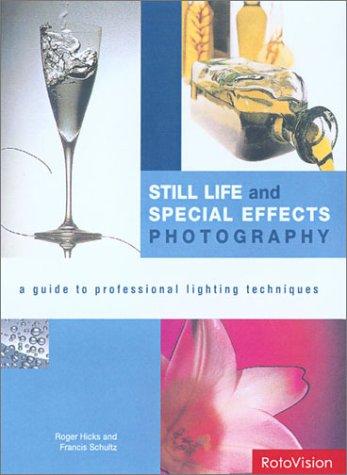 STILL LIFE and
SPECIAL EFFECTS
PHOTOGRAPHY
a guide to professional lighting techniques
Roger Hicks and
Francis Schultz
RotoVision